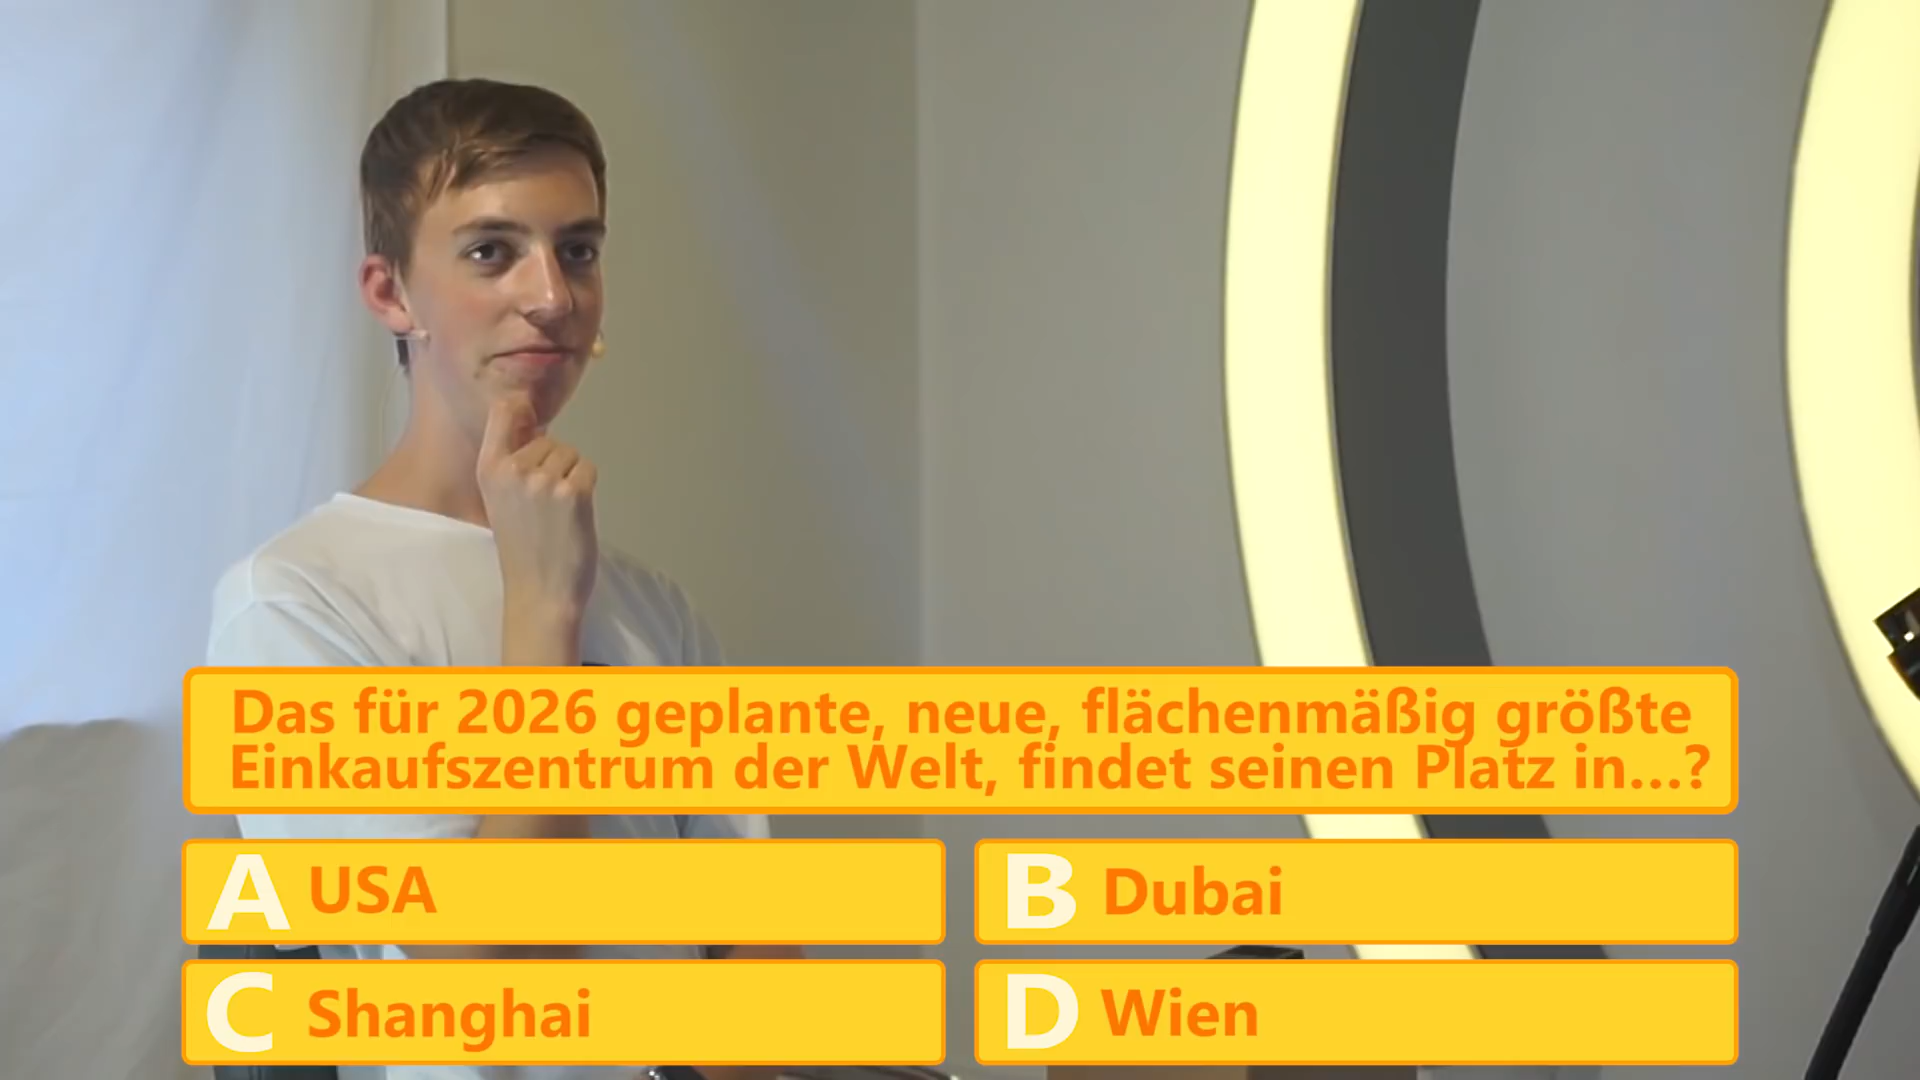 Das für 2026 geplante, neue, flächenmäßig größte
Einkaufszentrum der Welt, findet seinen Platz in...?
A USA
B Dubai
C Shanghai
D Wien